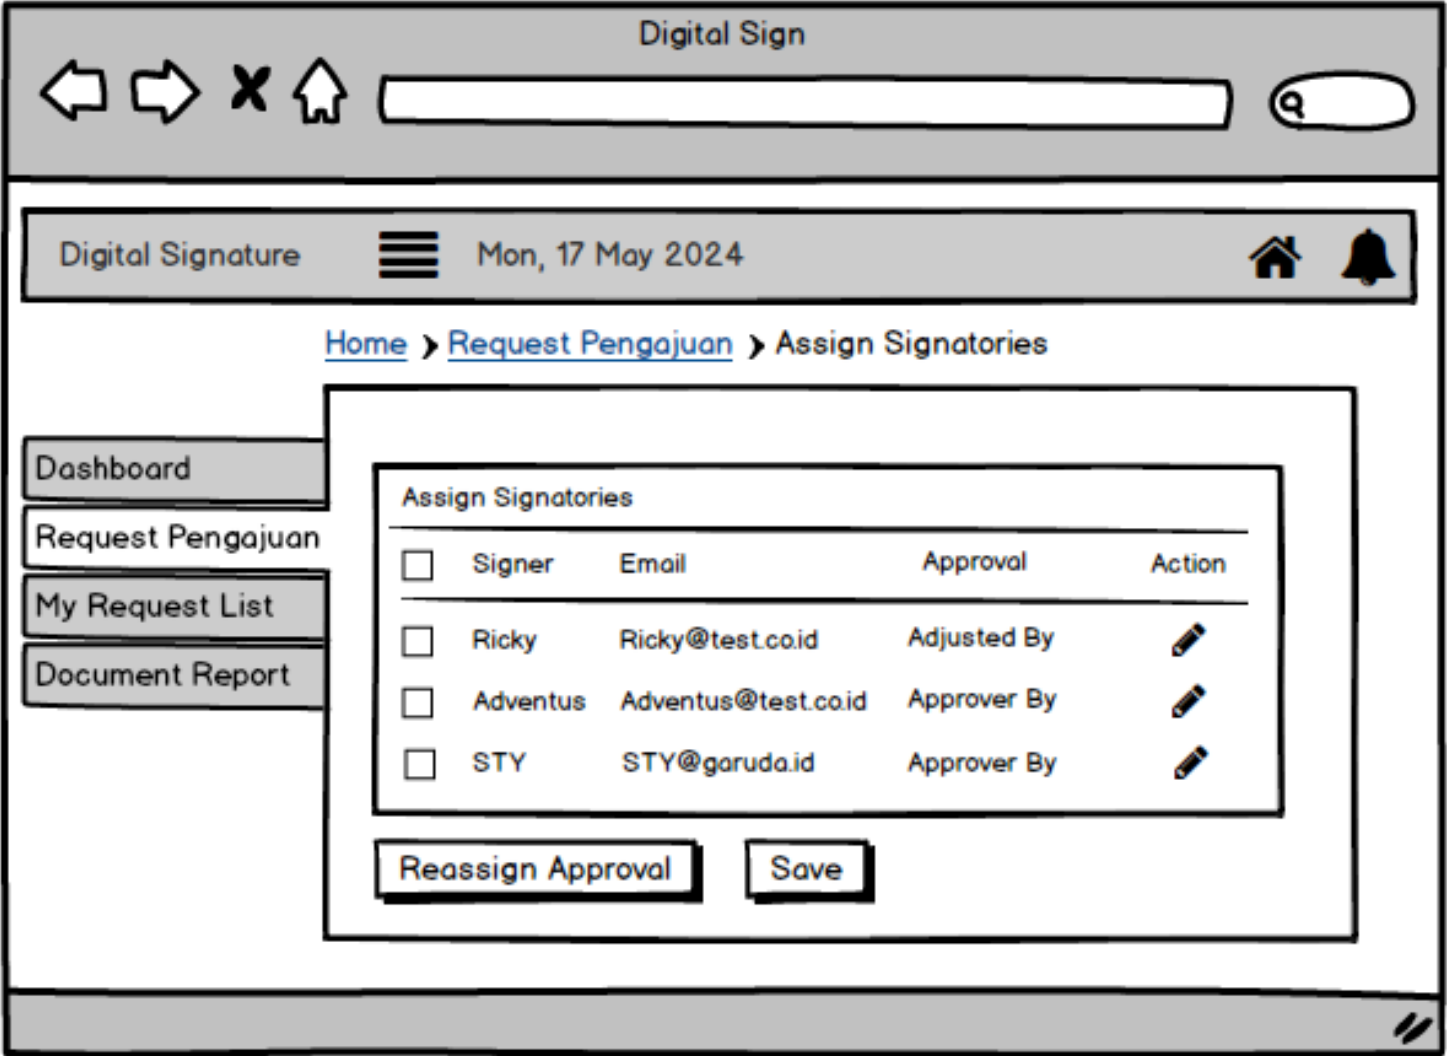 Digital Sign
Digital Signature Mon, 17 May 2024
Home Request Pengajuan Assign Signatories
Dashboard
Request Pengajuan
My Request List
Document Report
Assign Signatories
Signer Email Approval Action
Ricky Ricky@test.co.id Adjusted By
Adventus Adventus@test.co.id Approver By
STY STY@garuda.id Approver By
Reassign Approval Save